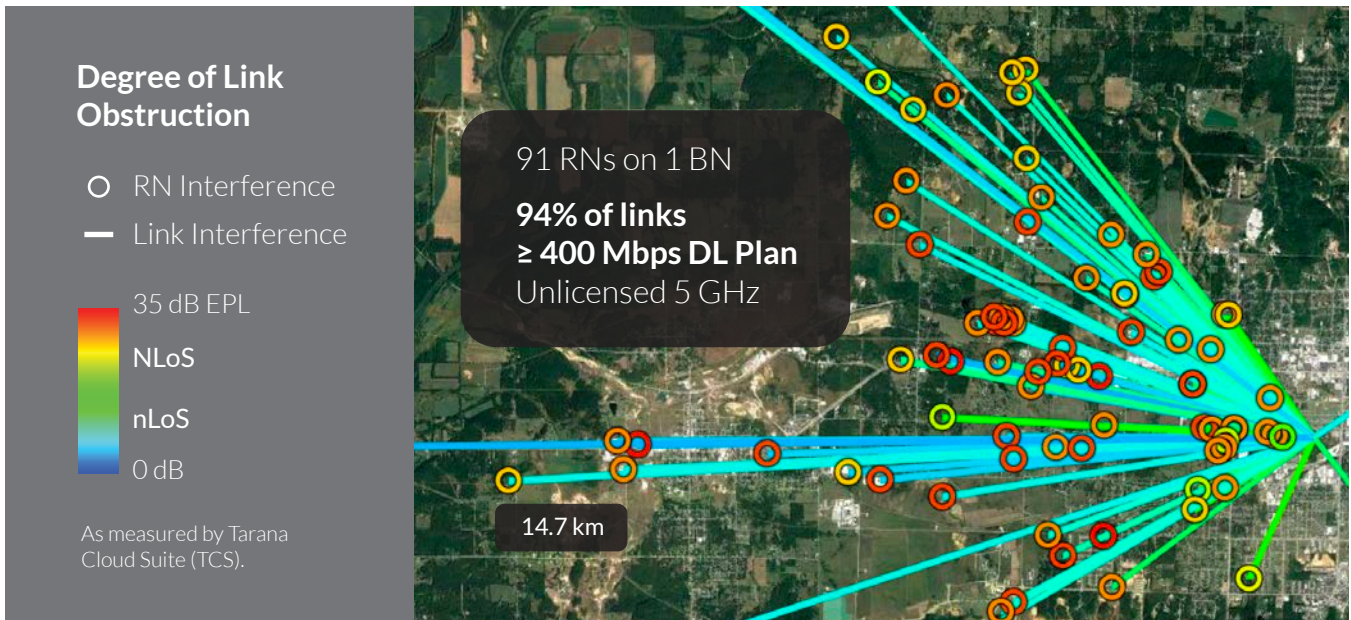 Degree of Link
Obstruction
RN Interference
Link Interference
35 dB EPL
NLoS
nLoS
0 dB
As measured by Tarana
Cloud Suite (TCS).
91 RNs on 1 BN
94% of links
≥ 400 Mbps DL Plan
Unlicensed 5 GHz
14.7 km